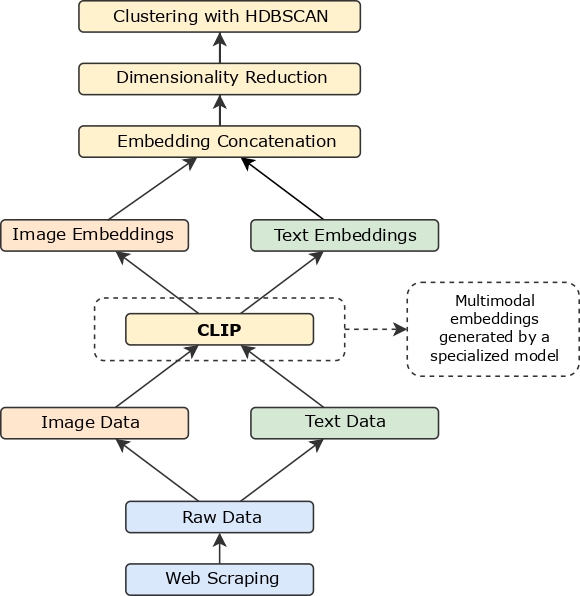 Clustering with HDBSCAN
Dimensionality Reduction
Embedding Concatenation
Image Embeddings
Text Embeddings
Multimodal
embeddings
generated by a
specialized model
CLIP
Image Data
Text Data
Raw Data
Web Scraping